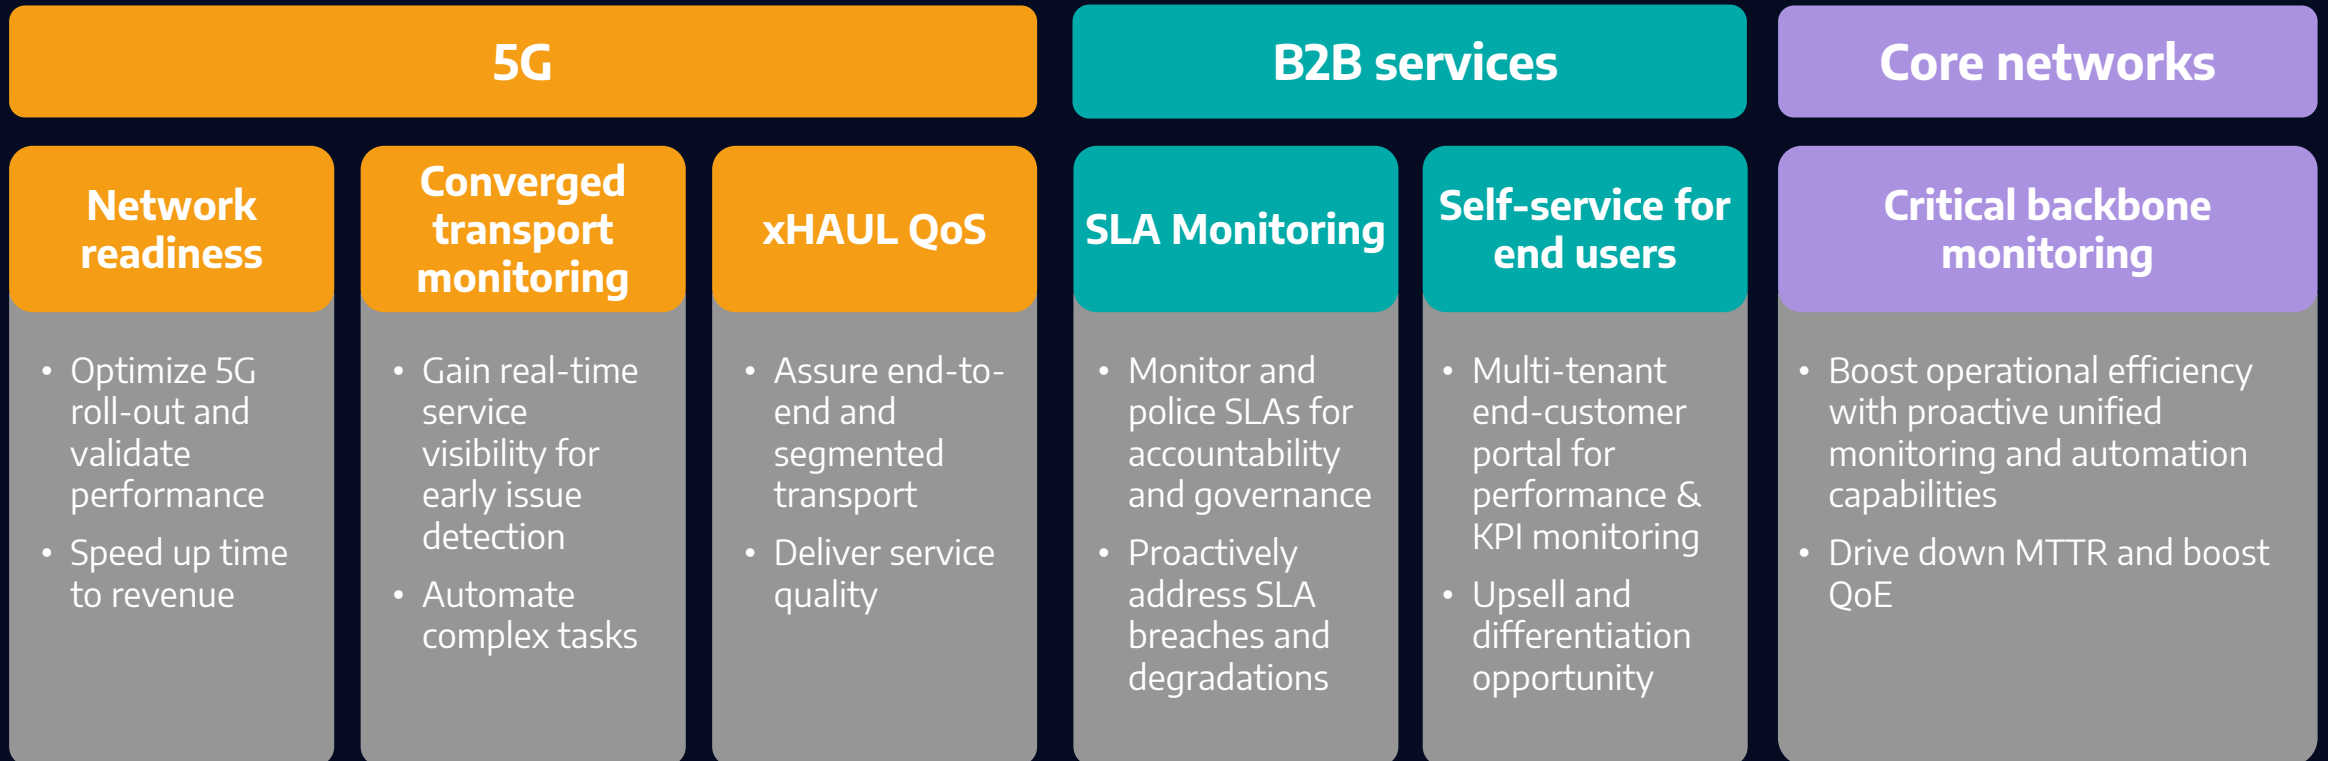 5G
B2B services
Core networks
Network
readiness
Converged
transport
monitoring
xHAUL QoS
SLA Monitoring
Self-service for
end users
Critical backbone
monitoring
• Optimize 5G
roll-out and
validate
performance
• Speed up time
to revenue
• Gain real-time
service
visibility for
early issue
detection
• Automate
complex tasks
• Assure end-to-
end and
segmented
transport
• Deliver service
quality
• Monitor and
police SLAs for
accountability
and governance
• Proactively
address SLA
breaches and
degradations
• Multi-tenant
end-customer
portal for
performance &
KPI monitoring
• Upsell and
differentiation
opportunity
• Boost operational efficiency
with proactive unified
monitoring and automation
capabilities
• Drive down MTTR and boost
QoE